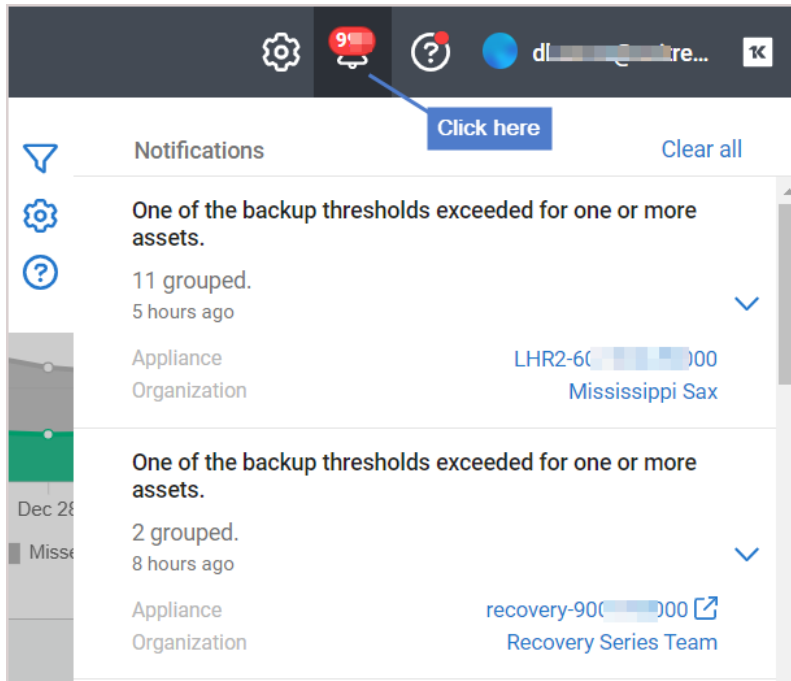 Click here
Notifications
Clear all
One of the backup thresholds exceeded for one or more
assets.
11 grouped.
5 hours ago
Appliance
Organization
Mississippi Sax
One of the backup thresholds exceeded for one or more
assets.
2 grouped.
8 hours ago
Dec 28
Appliance
Organization
Recovery Series Team